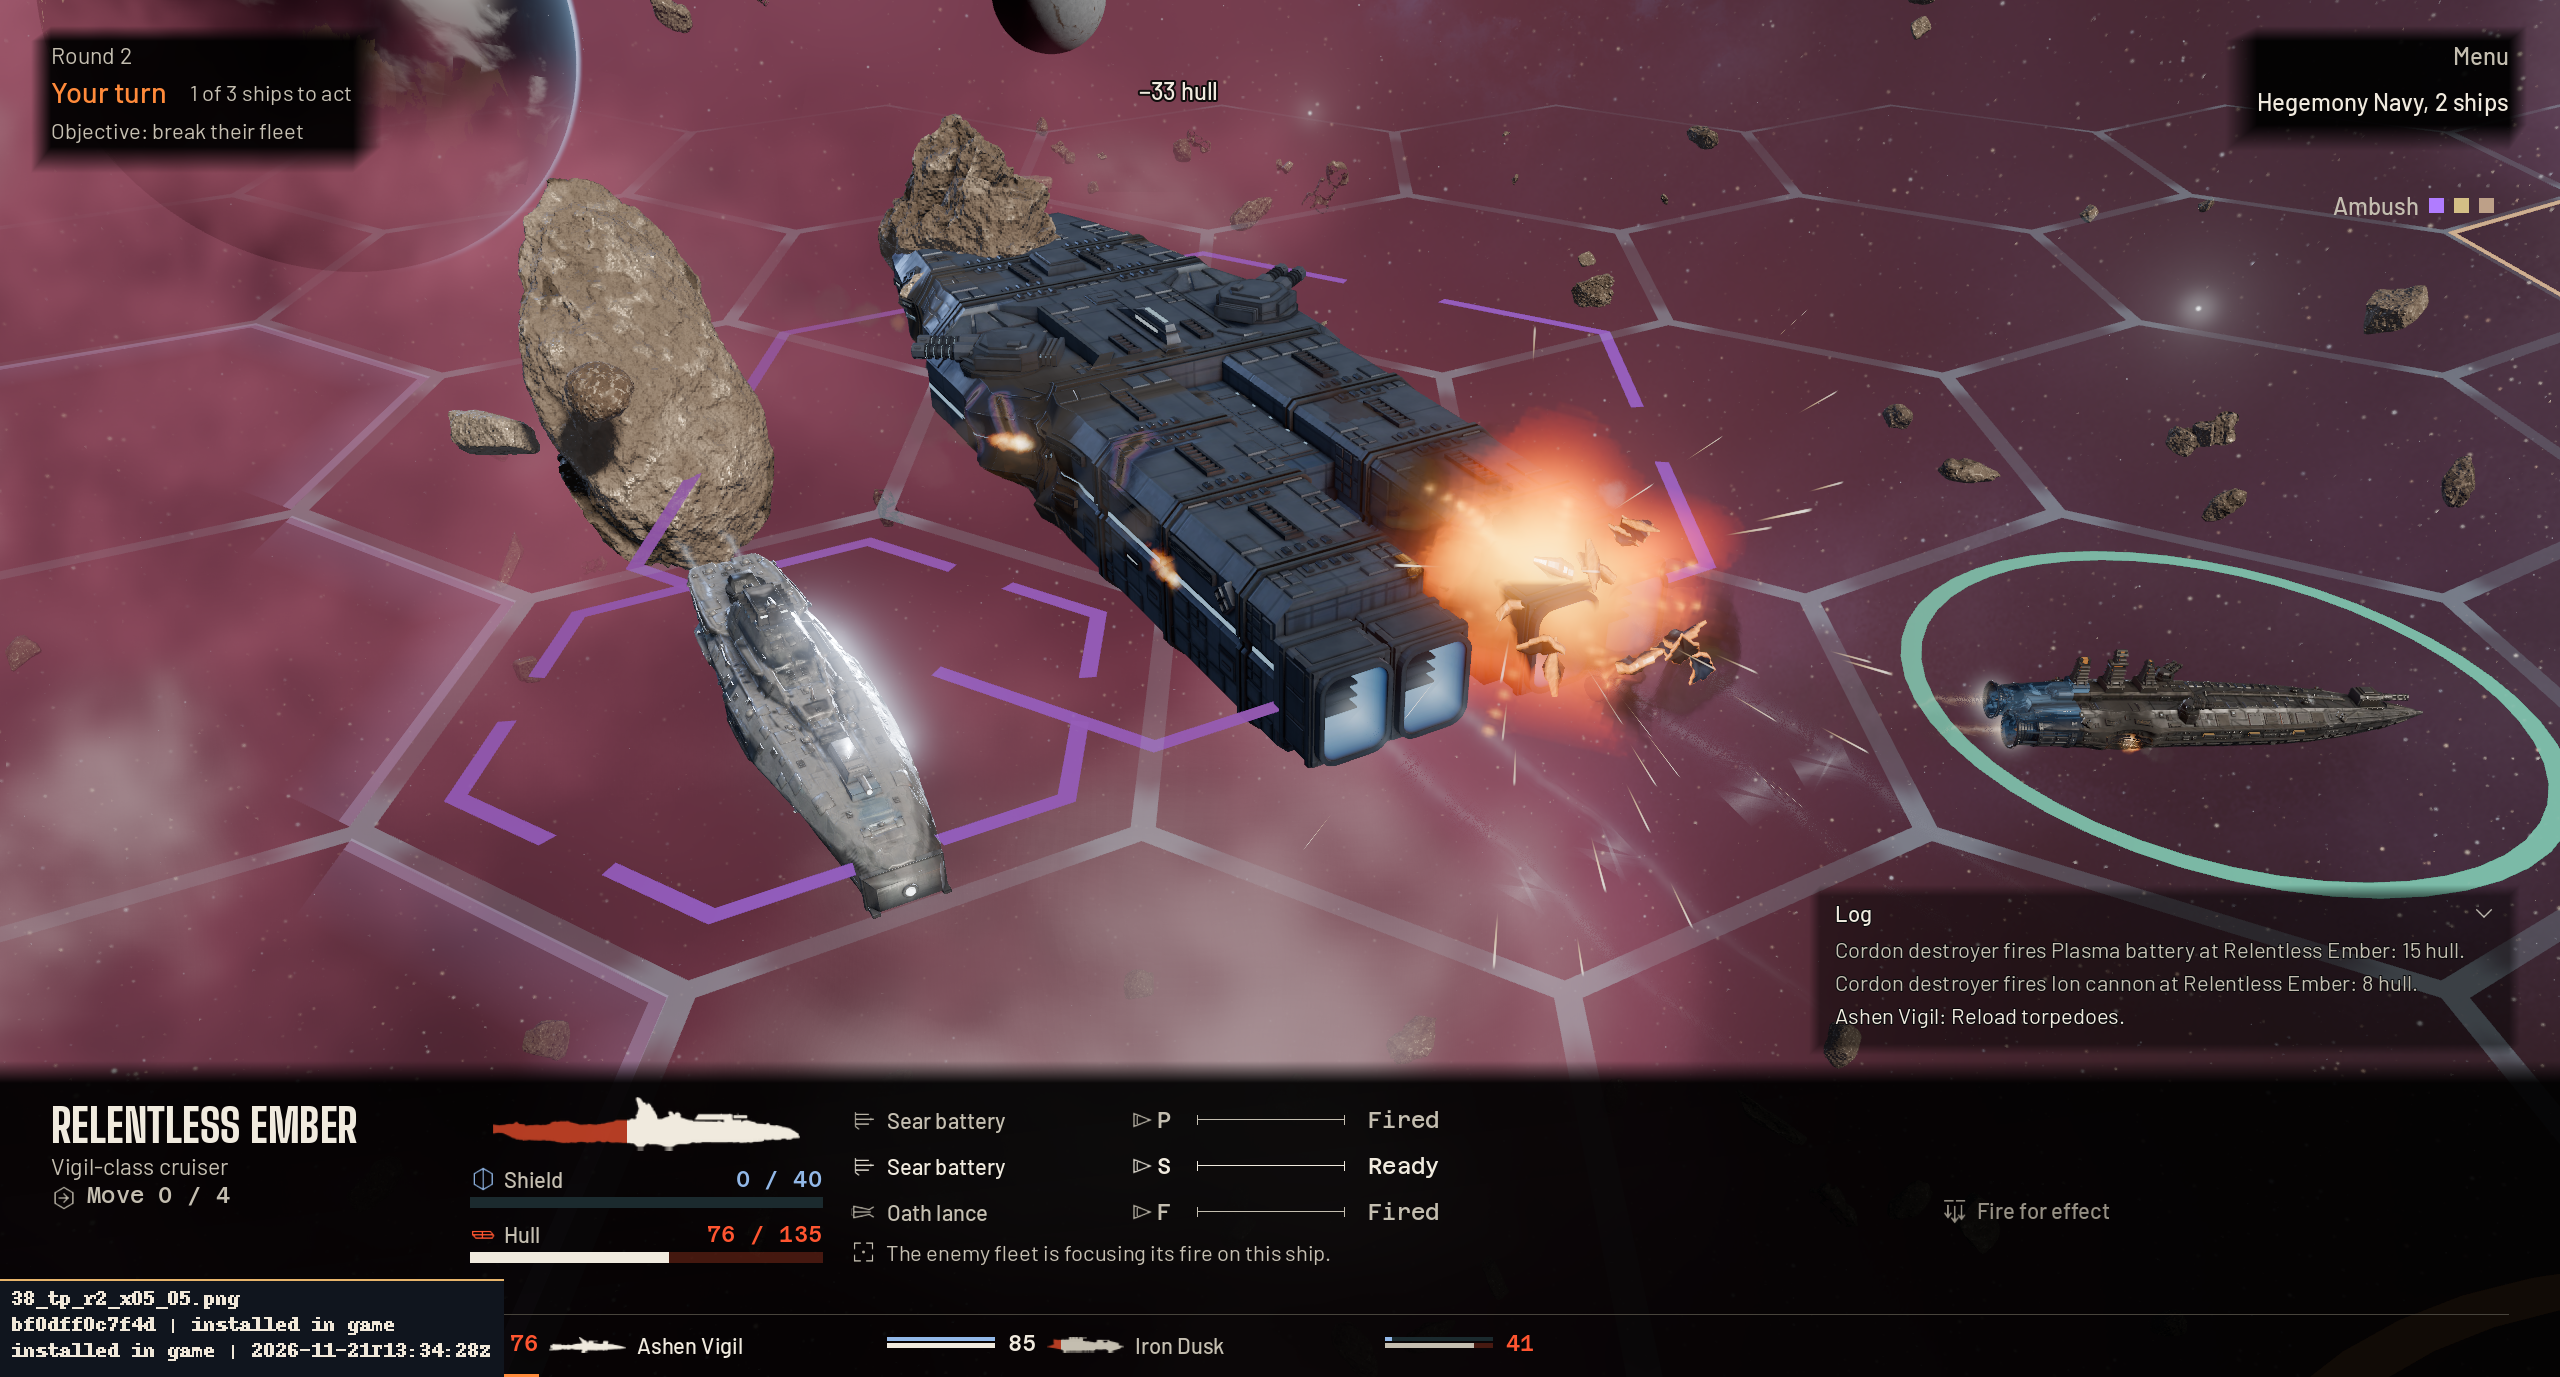 Round 2
Your turn 1 of 3 ships to act
Objective: break their fleet
Menu
Hegemony Navy, 2 ships
Ambush
−33 hull
Log
Cordon destroyer fires Plasma battery at Relentless Ember: 15 hull.
Cordon destroyer fires Ion cannon at Relentless Ember: 8 hull.
Ashen Vigil: Reload torpedoes.
RELENTLESS EMBER
Vigil-class cruiser
Move 0 / 4
Shield 0 / 40
Hull 76 / 135
Sear battery P Fired
Sear battery S Ready
Oath lance F Fired
The enemy fleet is focusing its fire on this ship.
Fire for effect
38_tp_r2_x05_05.png
bf0dff0c7f4d | installed in game
installed in game | 2026-11-21r13:34:28z
76 Ashen Vigil 85 Iron Dusk 41